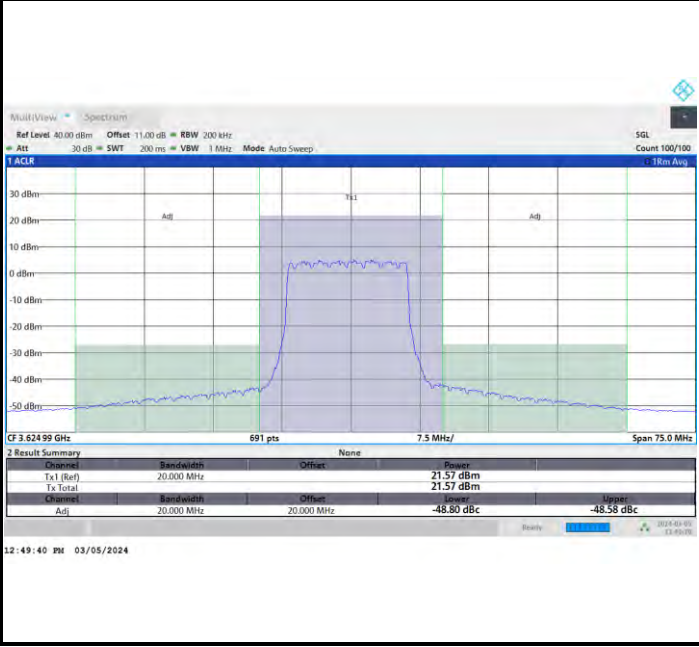 MultiView Spectrum
Ref Level 40.00 dBm Offset 11.00 dB RBW 200 kHz SGL
Att 30 dB SWT 200 ms VBW 1 MHz Mode Auto Sweep Count 100/100
1 ACLR 1Rm Avg
Tx1
30 dBm
Adj Adj
20 dBm
10 dBm
0 dBm
-10 dBm
-20 dBm
-30 dBm
-40 dBm
-50 dBm
CF 3.62499 GHz 691 pts 7.5 MHz/ Span 75.0 MHz
2 Result Summary None
Channel Bandwidth Offset Power
Tx1 (Ref) 20.000 MHz 21.57 dBm
Tx Total 21.57 dBm
Channel Bandwidth Offset Lower Upper
Adj 20.000 MHz 20.000 MHz -48.80 dBc -48.58 dBc
Ready 2024-03-05
12:49:40 PM 03/05/2024